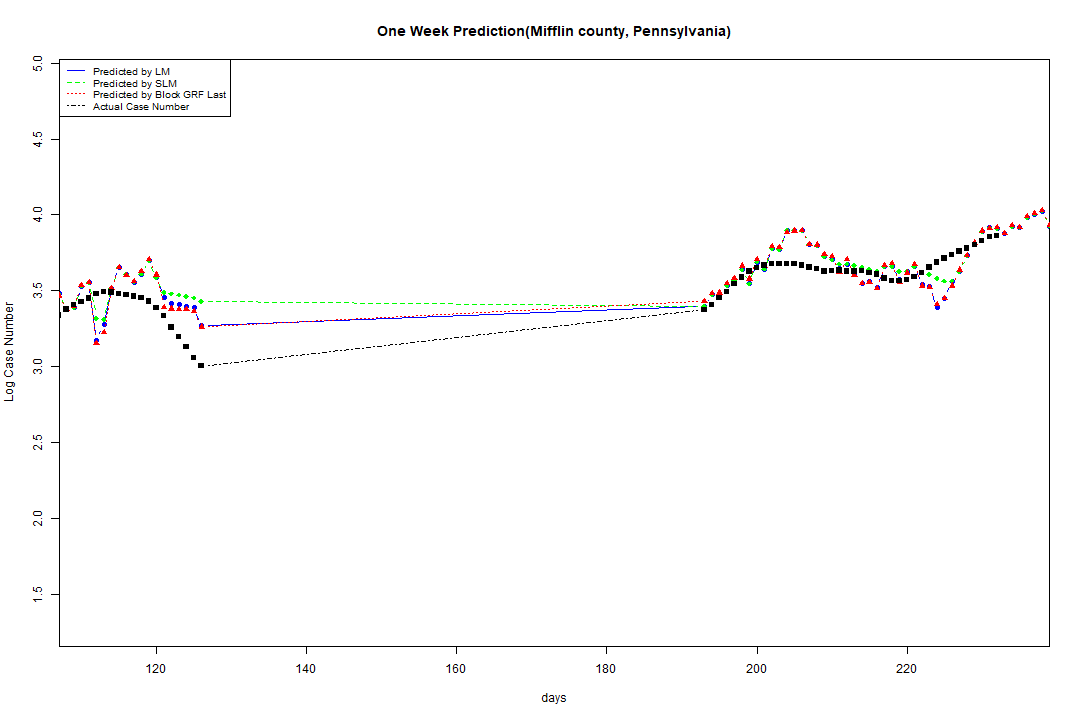 One Week Prediction(Mifflin county, Pennsylvania)
Predicted by LM
Predicted by SLM
Predicted by Block GRF Last
Actual Case Number
5.0
4.5
4.0
3.5
3.0
2.5
2.0
1.5
Log Case Number
120 140 160 180 200 220
days